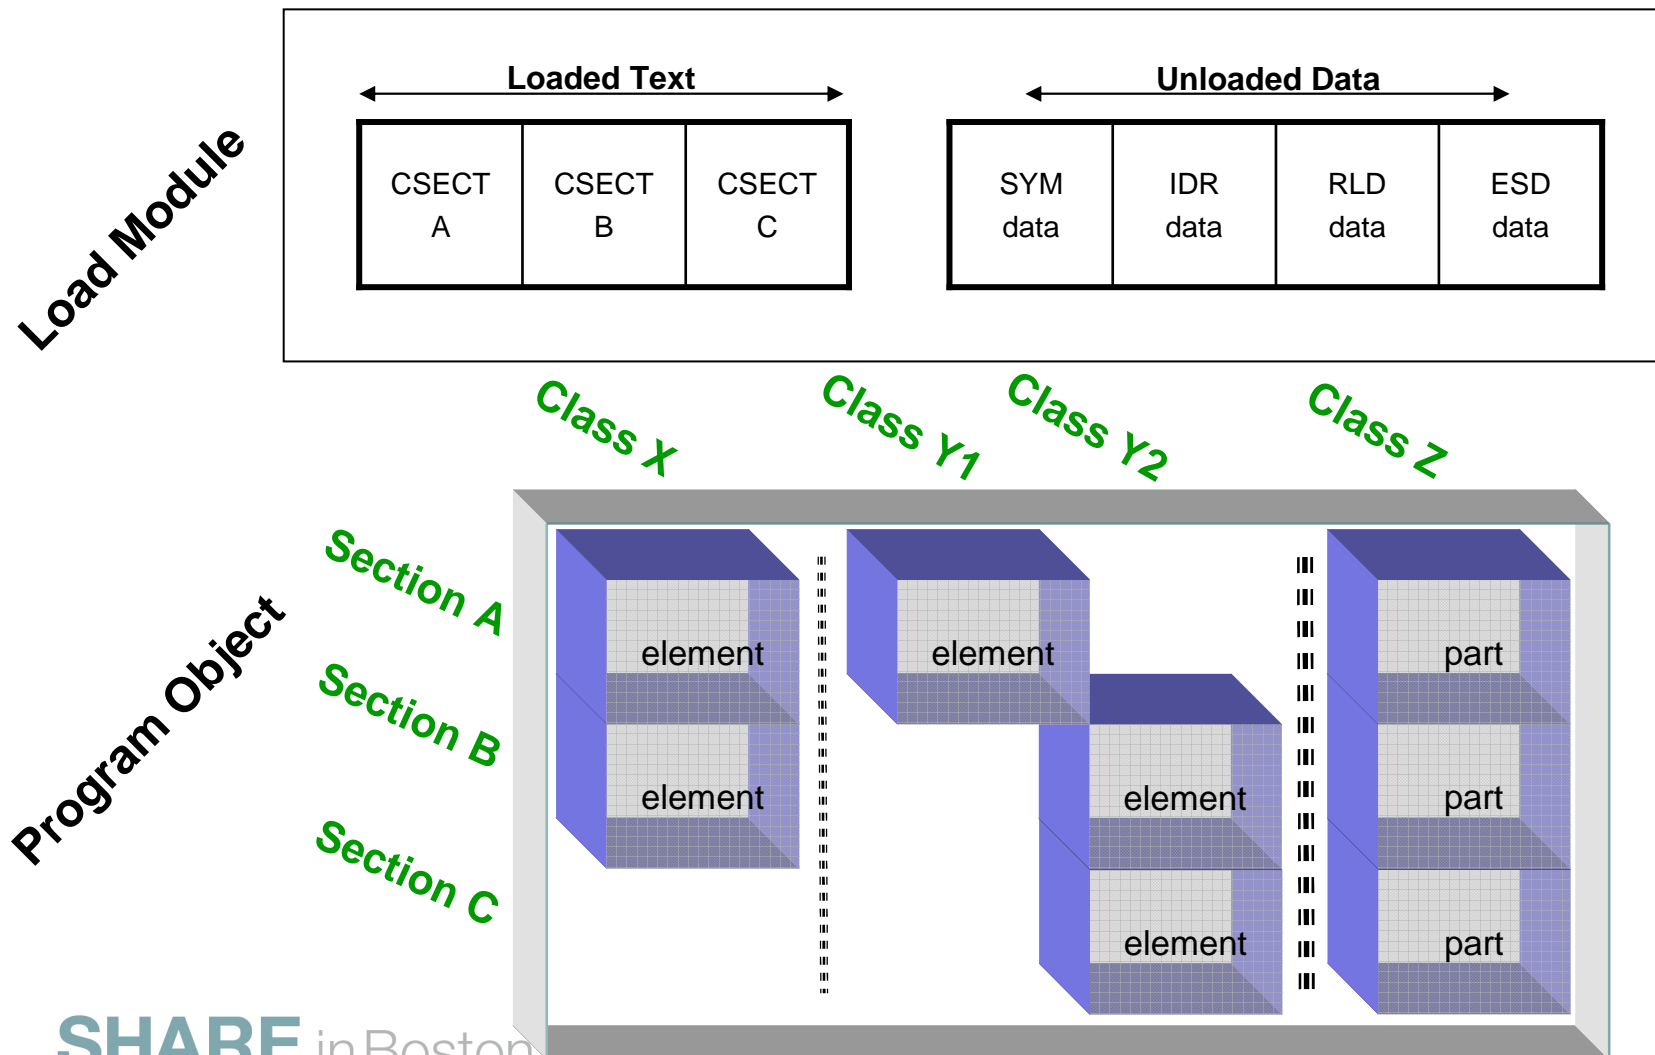 Load Module
Loaded Text
Unloaded Data
CSECT A
CSECT B
CSECT C
SYM data
IDR data
RLD data
ESD data
Program Object
Class X
Class Y1
Class Y2
Class Z
Section A
element
element
part
Section B
element
element
part
Section C
element
part
SHARE in Boston